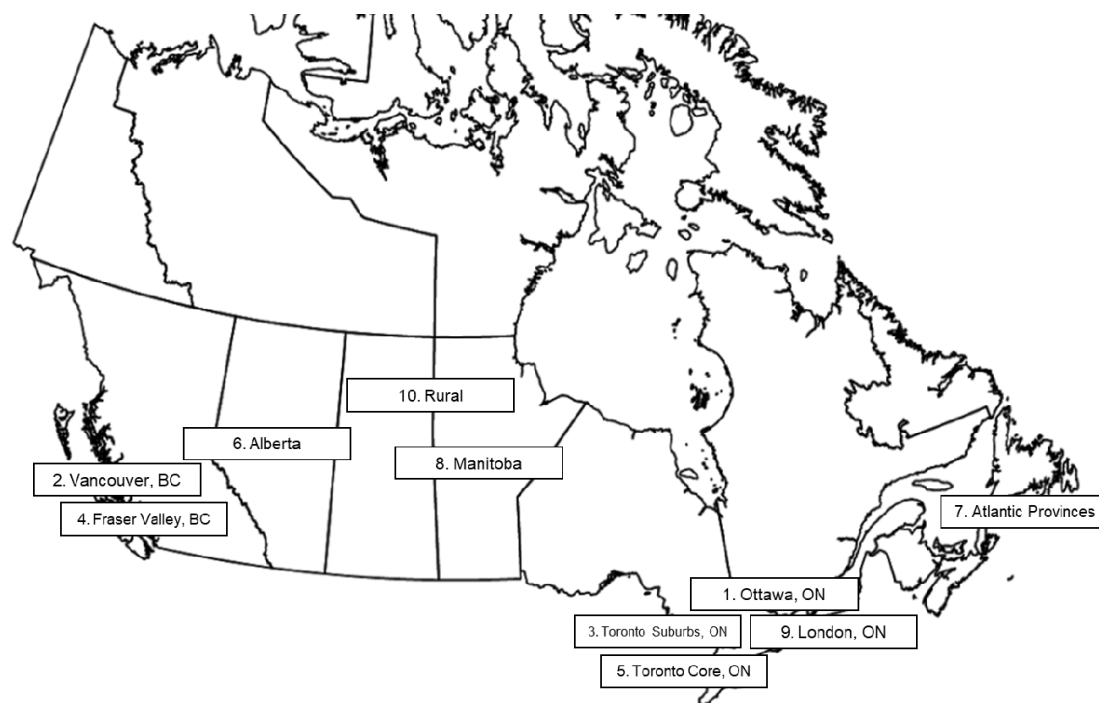 10. Rural
6. Alberta
8. Manitoba
2. Vancouver, BC
4. Fraser Valley, BC
7. Atlantic Provinces
1. Ottawa, ON
3. Toronto Suburbs, ON
9. London, ON
5. Toronto Core, ON